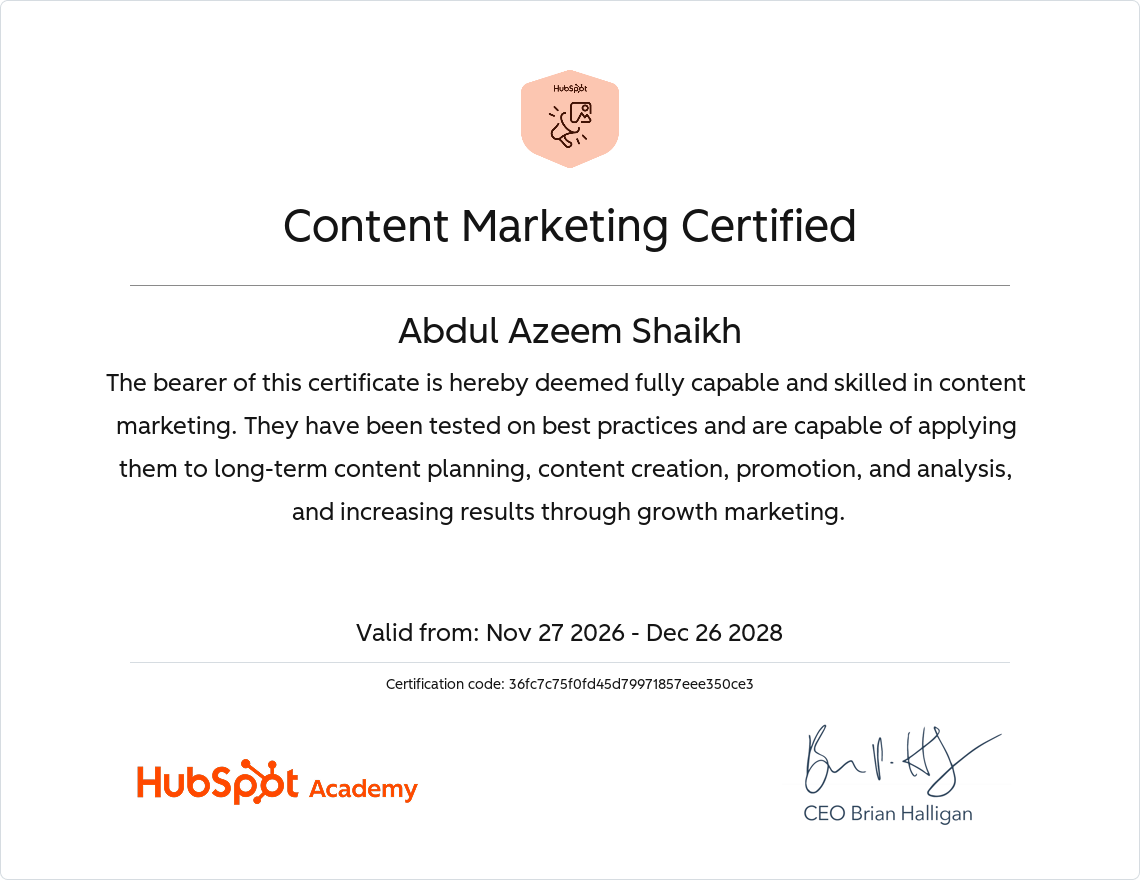 HubSpot
Content Marketing Certified
Abdul Azeem Shaikh
The bearer of this certificate is hereby deemed fully capable and skilled in content
marketing. They have been tested on best practices and are capable of applying
them to long-term content planning, content creation, promotion, and analysis,
and increasing results through growth marketing.
Valid from: Nov 27 2026 - Dec 26 2028
Certification code: 36fc7c75f0fd45d79971857eee350ce3
HubSpot Academy
CEO Brian Halligan